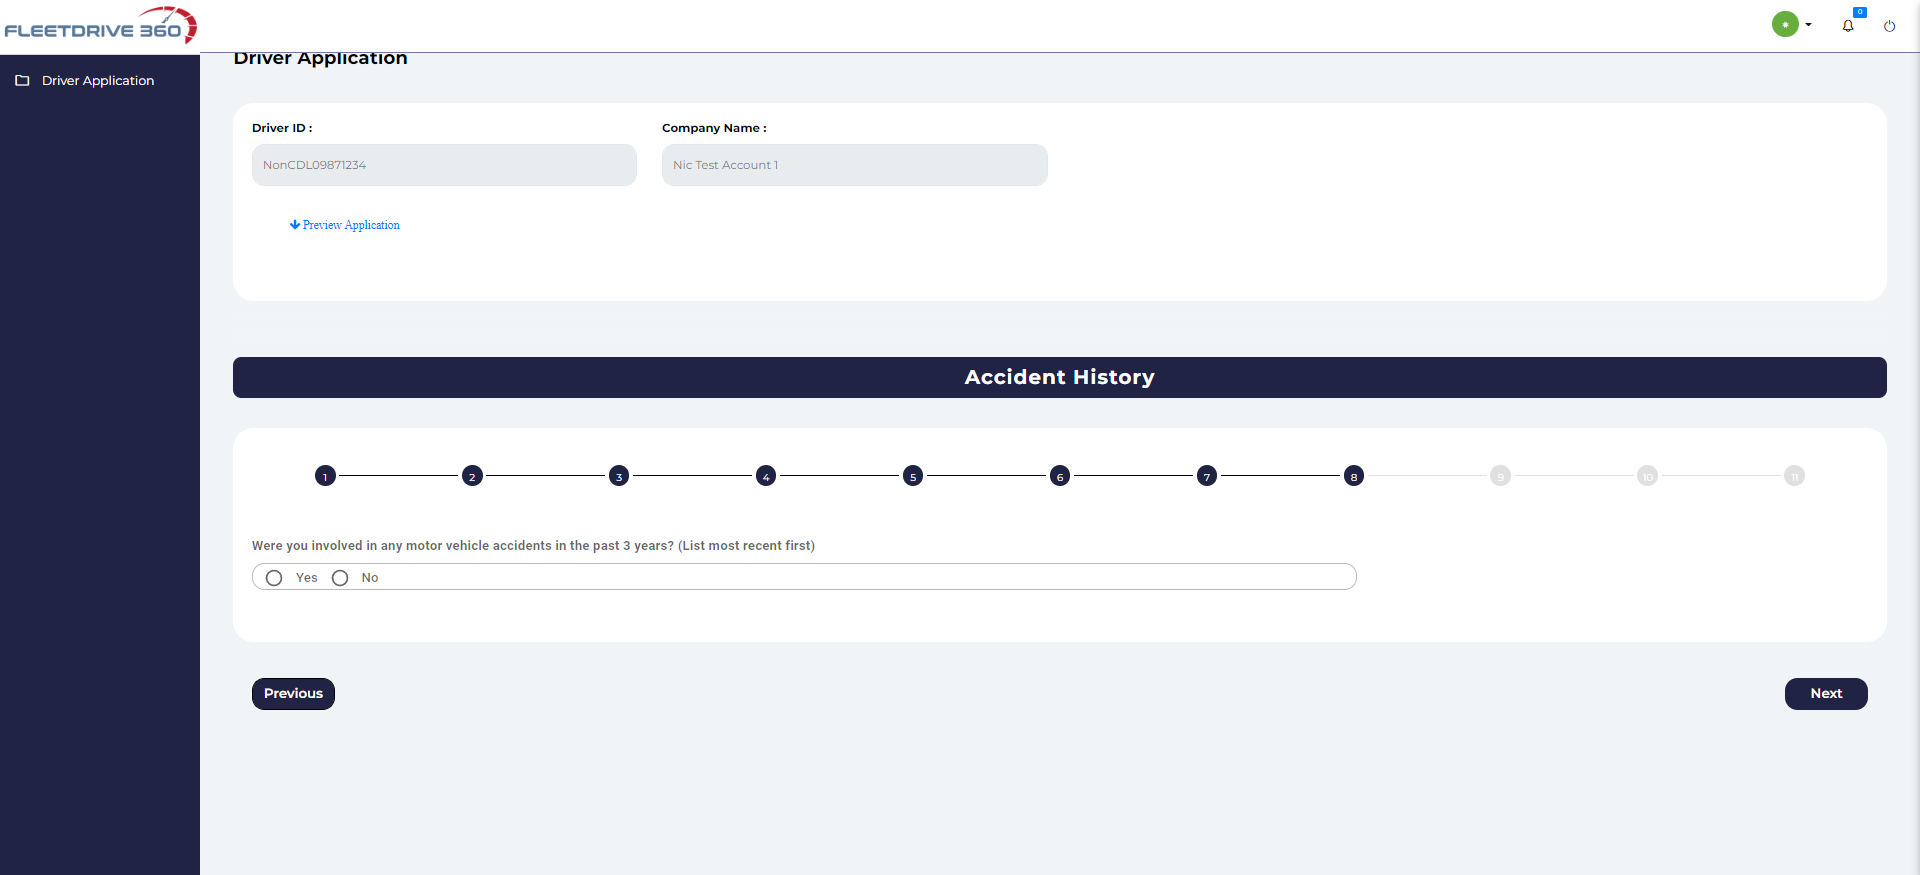 FLEETDRIVE 360
0
Driver Application
Driver Application
Driver ID :
Company Name :
NonCDL09871234
Nic Test Account 1
Preview Application
Accident History
1 2 3 4 5 6 7 8 9 10 11
Were you involved in any motor vehicle accidents in the past 3 years? (List most recent first)
Yes No
Previous
Next